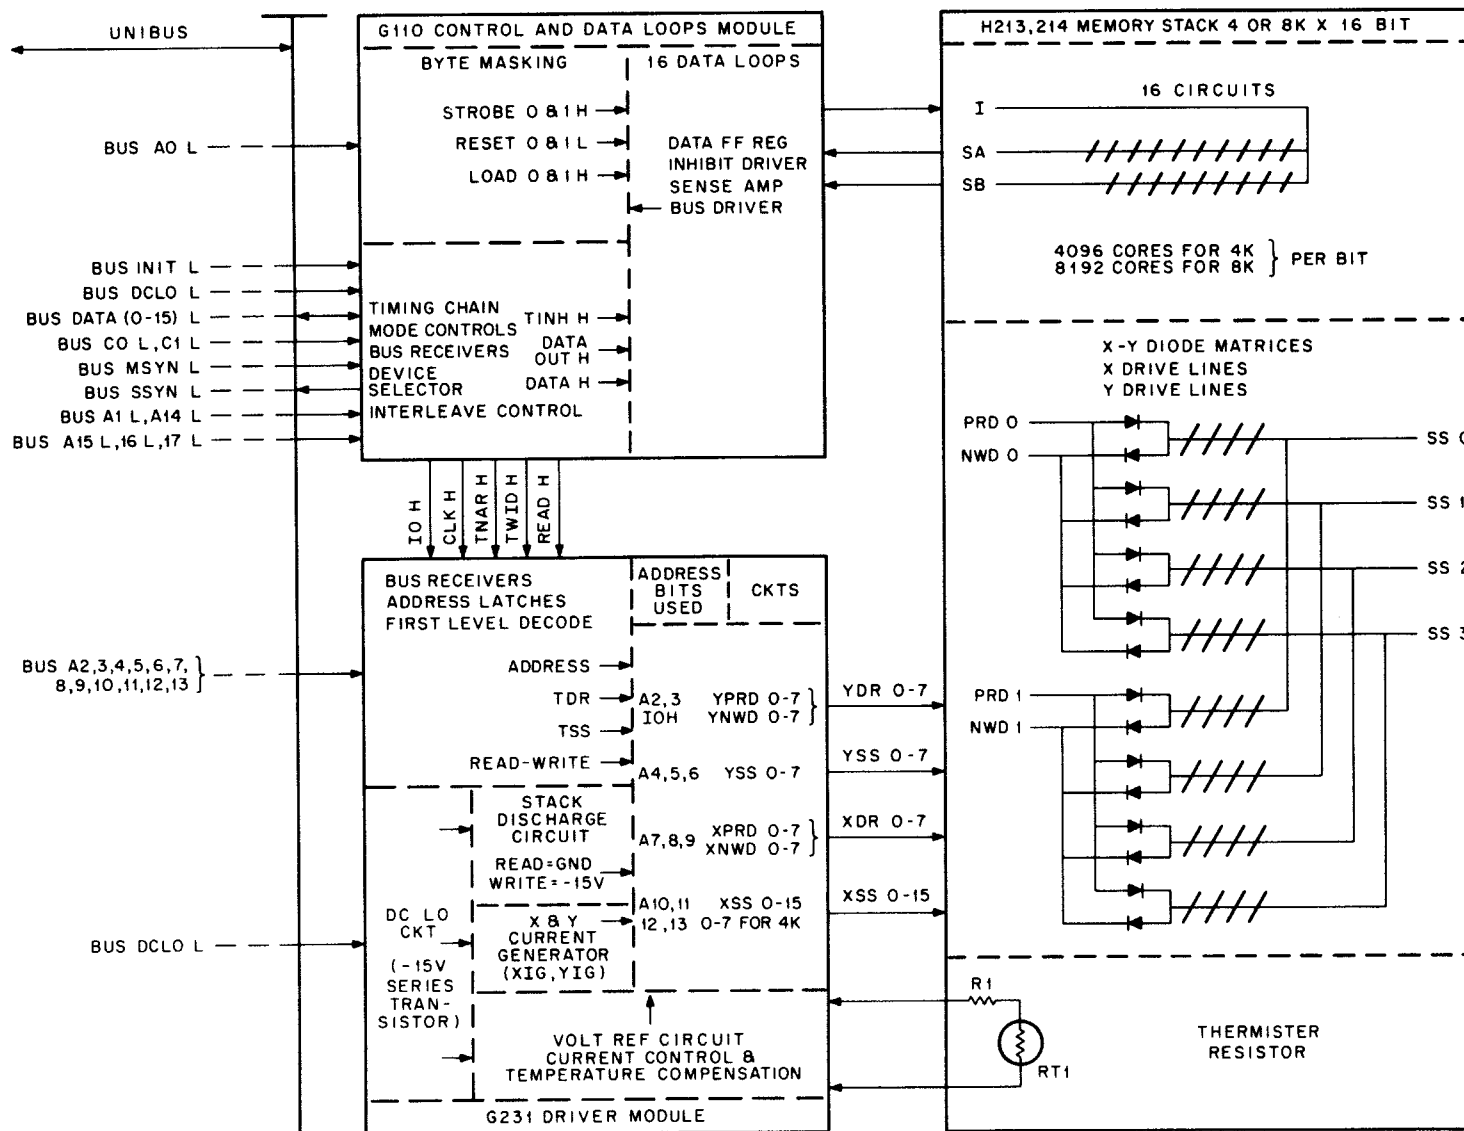 UNIBUS
BUS A0 L
BUS INIT L
BUS DCLO L
BUS DATA (0-15) L
BUS C0 L, C1 L
BUS MSYN L
BUS SSYN L
BUS A1 L, A14 L
BUS A15 L, 16 L, 17 L
G110 CONTROL AND DATA LOOPS MODULE
BYTE MASKING
STROBE 0 & 1 H
RESET 0 & 1 L
LOAD 0 & 1 H
16 DATA LOOPS
DATA FF REG
INHIBIT DRIVER
SENSE AMP
BUS DRIVER
TIMING CHAIN
MODE CONTROLS
BUS RECEIVERS
DEVICE
SELECTOR
INTERLEAVE CONTROL
TINH H
DATA
OUT H
DATA H
IO H
CLK H
TNAR H
TWID H
READ H
BUS A2,3,4,5,6,7,
8,9,10,11,12,13
BUS DCLO L
BUS RECEIVERS
ADDRESS LATCHES
FIRST LEVEL DECODE
ADDRESS
BITS
USED
CKTS
ADDRESS
TDR
TSS
READ-WRITE
A2,3 YPRD 0-7
IOH YNWD 0-7
A4,5,6 YSS 0-7
A7,8,9 XPRD 0-7
XNWD 0-7
A10,11 XSS 0-15
12,13 0-7 FOR 4K
STACK
DISCHARGE
CIRCUIT
READ=GND
WRITE=-15V
X & Y
CURRENT
GENERATOR
(XIG,YIG)
DC LO
CKT
(-15V
SERIES
TRAN-
SISTOR)
VOLT REF CIRCUIT
CURRENT CONTROL &
TEMPERATURE COMPENSATION
G231 DRIVER MODULE
YDR 0-7
YSS 0-7
XDR 0-7
XSS 0-15
H213,214 MEMORY STACK 4 OR 8K X 16 BIT
16 CIRCUITS
I
SA
SB
4096 CORES FOR 4K
8192 CORES FOR 8K
PER BIT
X-Y DIODE MATRICES
X DRIVE LINES
Y DRIVE LINES
PRD 0
NWD 0
PRD 1
NWD 1
SS 0
SS 1
SS 2
SS 3
R1
RT1
THERMISTER
RESISTOR